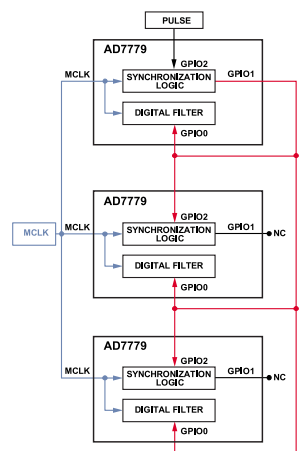 PULSE
AD7779
GPIO2
MCLK
SYNCHRONIZATION
LOGIC
GPIO1
DIGITAL FILTER
GPIO0
AD7779
GPIO2
MCLK
MCLK
SYNCHRONIZATION
LOGIC
GPIO1
NC
DIGITAL FILTER
GPIO0
AD7779
GPIO2
MCLK
SYNCHRONIZATION
LOGIC
GPIO1
NC
DIGITAL FILTER
GPIO0